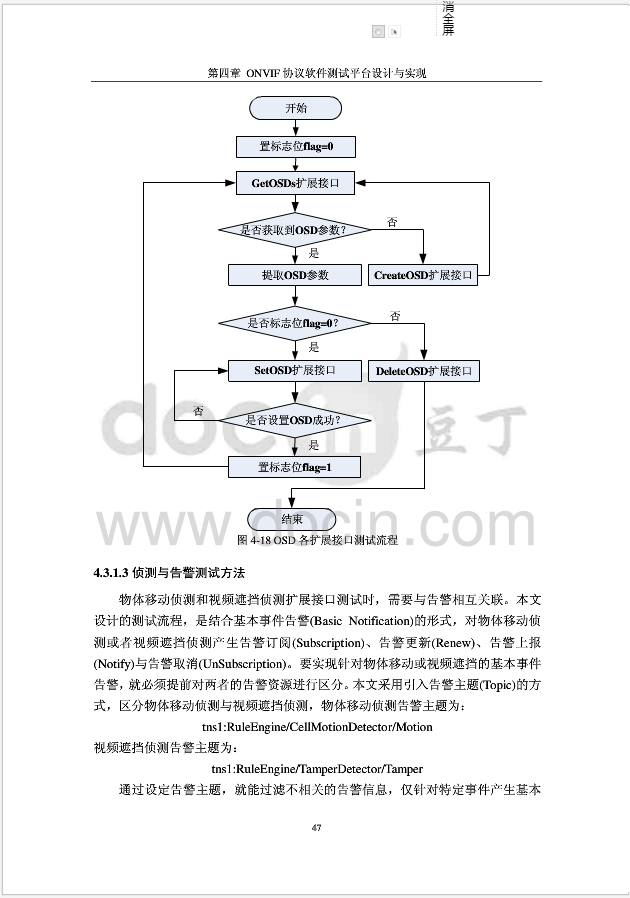 消
全
屏
第四章 ONVIF 协议软件测试平台设计与实现
开始
置标志位flag=0
GetOSDs扩展接口
是否获取到OSD参数？
否
是
提取OSD参数
CreateOSD扩展接口
是否标志位flag=0？
否
是
SetOSD扩展接口
DeleteOSD扩展接口
否
是否设置OSD成功？
是
置标志位flag=1
结束
docin 豆丁
www.docin.com
图 4-18 OSD 各扩展接口测试流程
4.3.1.3 侦测与告警测试方法
物体移动侦测和视频遮挡侦测扩展接口测试时，需要与告警相互关联。本文
设计的测试流程，是结合基本事件告警(Basic Notification)的形式，对物体移动侦
测或者视频遮挡侦测产生告警订阅(Subscription)、告警更新(Renew)、告警上报
(Notify)与告警取消(UnSubscription)。要实现针对物体移动或视频遮挡的基本事件
告警，就必须提前对两者的告警资源进行区分。本文采用引入告警主题(Topic)的方
式，区分物体移动侦测与视频遮挡侦测，物体移动侦测告警主题为：
tns1:RuleEngine/CellMotionDetector/Motion
视频遮挡侦测告警主题为：
tns1:RuleEngine/TamperDetector/Tamper
通过设定告警主题，就能过滤不相关的告警信息，仅针对特定事件产生基本
47